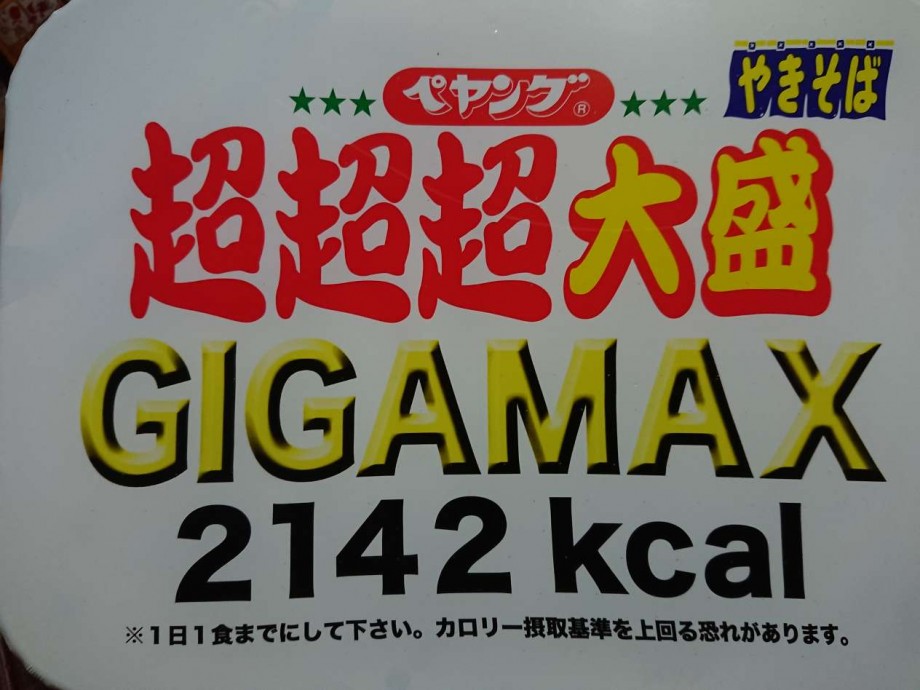 ペヤング®
やきそば
超超超大盛
GIGAMAX
2142kcal
※1日1食までにして下さい。カロリー摂取基準を上回る恐れがあります。